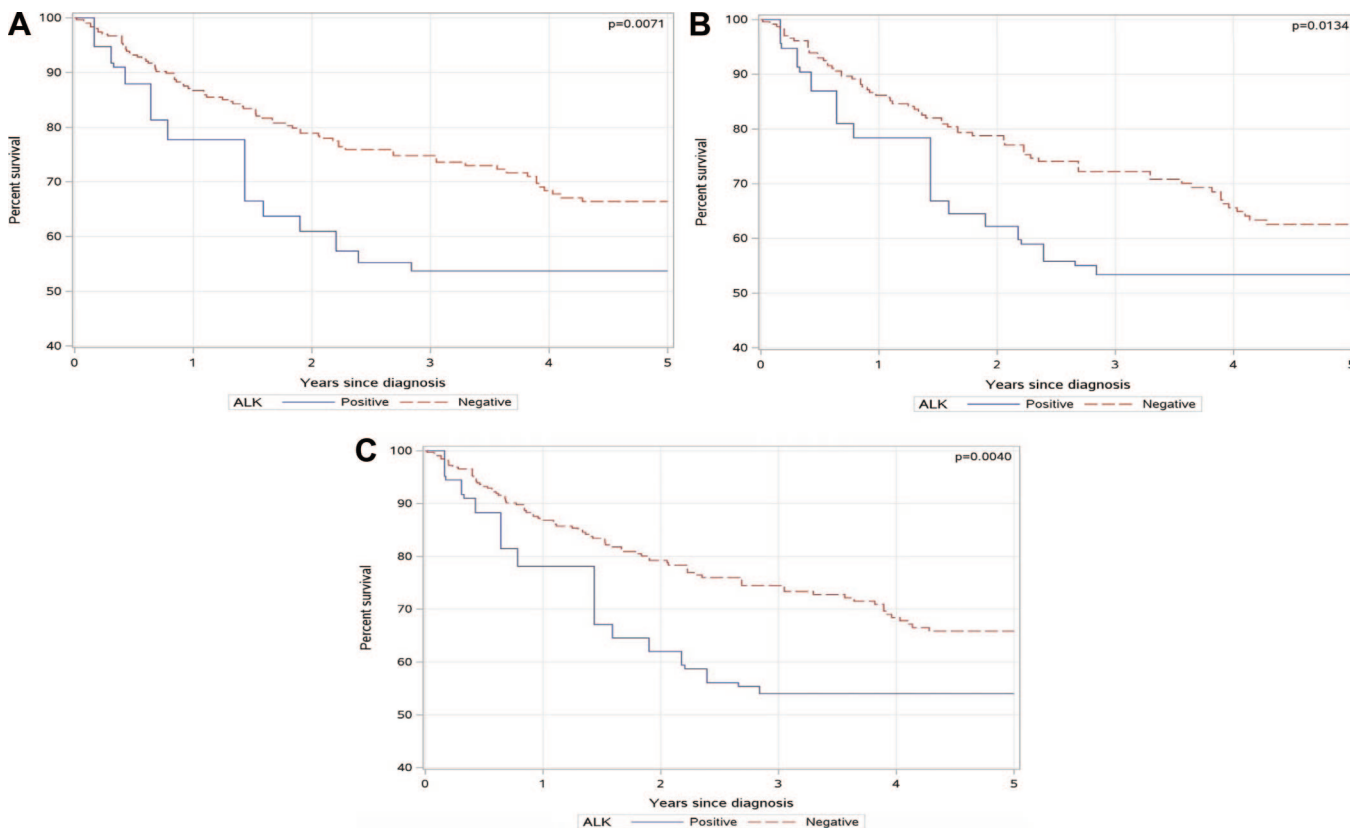 A
p=0.0071
100
90
80
70
60
50
40
Percent survival
0 1 2 3 4 5
Years since diagnosis
ALK Positive Negative
B
p=0.0134
100
90
80
70
60
50
40
Percent survival
0 1 2 3 4 5
Years since diagnosis
ALK Positive Negative
C
p=0.0040
100
90
80
70
60
50
40
Percent survival
0 1 2 3 4 5
Years since diagnosis
ALK Positive Negative